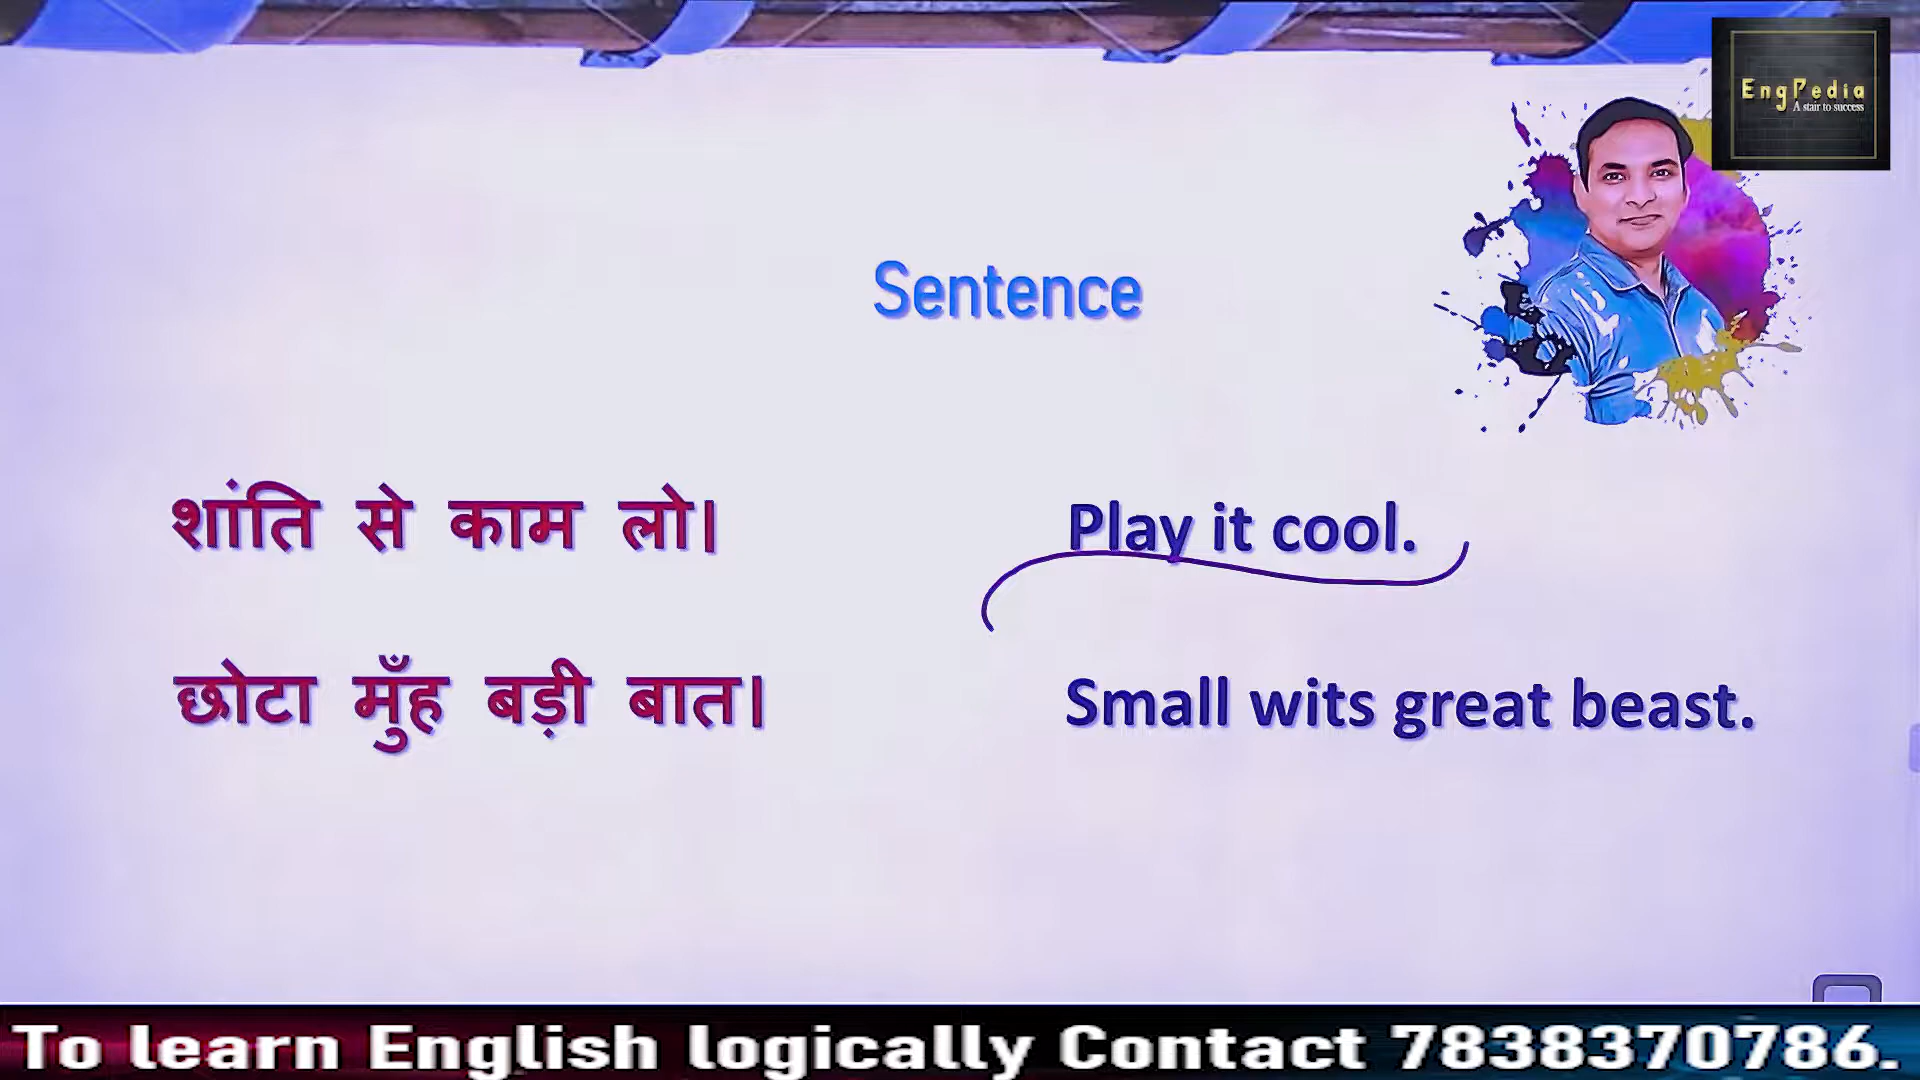 EngPedia
A stair to success
Sentence
शांति से काम लो। Play it cool.
छोटा मुँह बड़ी बात। Small wits great beast.
To learn English logically Contact 7838370786.